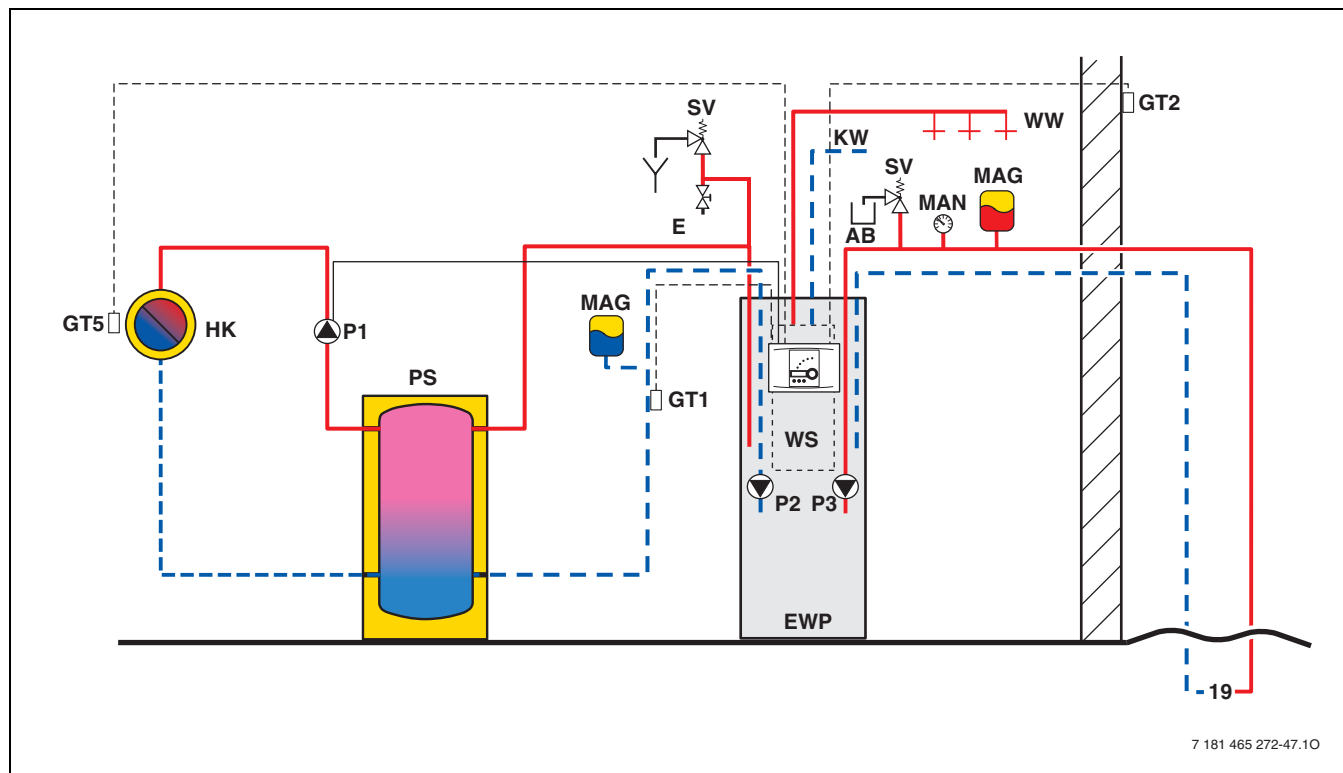 SV
GT2
WW
KW
SV
MAG
MAN
E
AB
MAG
GT5
HK
P1
PS
GT1
WS
P2
P3
EWP
19
7 181 465 272-47.1O